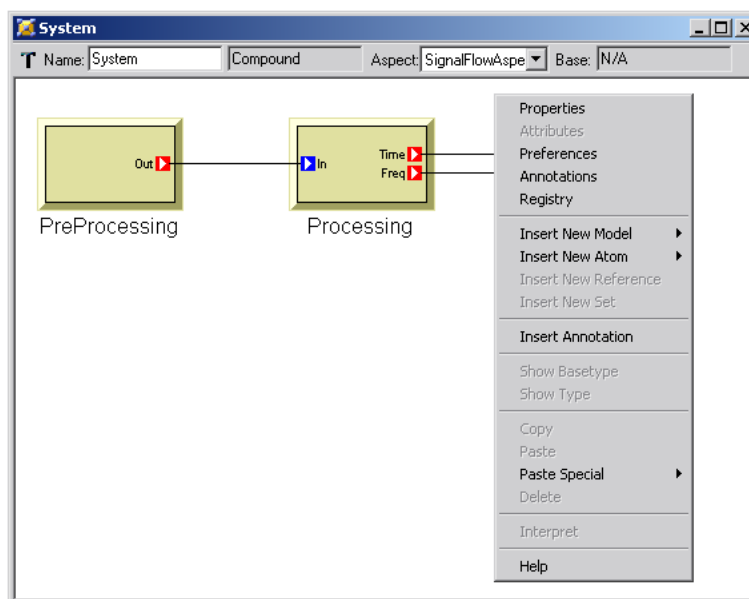 System
Name: System Compound Aspect: SignalFlowAspe Base: N/A
Out
In
Time
Freq
PreProcessing
Processing
Properties
Attributes
Preferences
Annotations
Registry
Insert New Model
Insert New Atom
Insert New Reference
Insert New Set
Insert Annotation
Show Basetype
Show Type
Copy
Paste
Paste Special
Delete
Interpret
Help